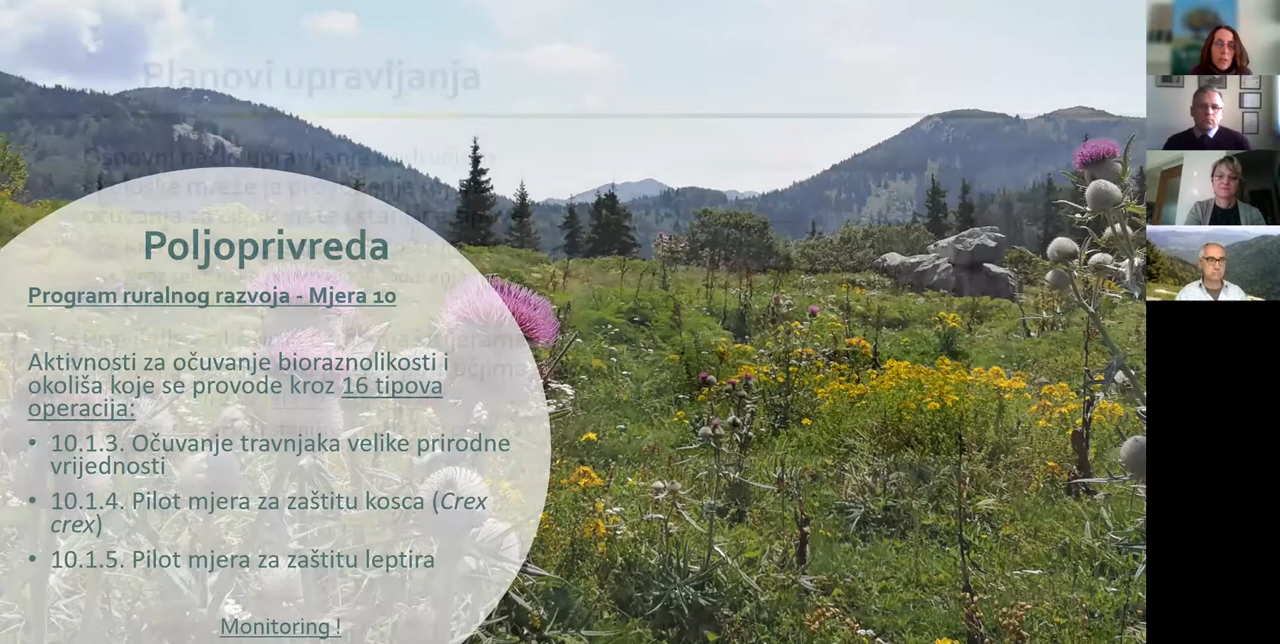 Planovi upravljanja
Poljoprivreda
Program ruralnog razvoja - Mjera 10
Aktivnosti za očuvanje bioraznolikosti i
okoliša koje se provode kroz 16 tipova
operacija:
• 10.1.3. Očuvanje travnjaka velike prirodne
vrijednosti
• 10.1.4. Pilot mjera za zaštitu kosca (Crex
crex)
• 10.1.5. Pilot mjera za zaštitu leptira
Monitoring !